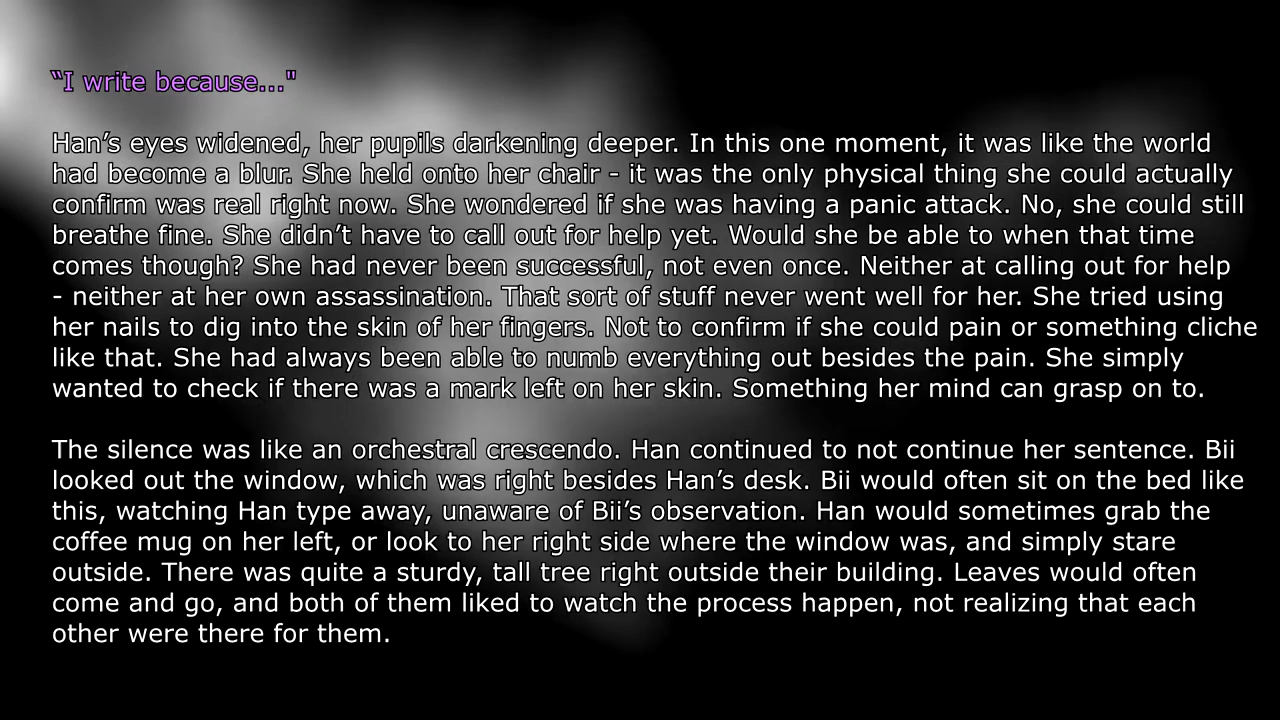 “I write because..."
Han’s eyes widened, her pupils darkening deeper. In this one moment, it was like the world
had become a blur. She held onto her chair - it was the only physical thing she could actually
confirm was real right now. She wondered if she was having a panic attack. No, she could still
breathe fine. She didn’t have to call out for help yet. Would she be able to when that time
comes though? She had never been successful, not even once. Neither at calling out for help
- neither at her own assassination. That sort of stuff never went well for her. She tried using
her nails to dig into the skin of her fingers. Not to confirm if she could pain or something cliche
like that. She had always been able to numb everything out besides the pain. She simply
wanted to check if there was a mark left on her skin. Something her mind can grasp on to.
The silence was like an orchestral crescendo. Han continued to not continue her sentence. Bii
looked out the window, which was right besides Han’s desk. Bii would often sit on the bed like
this, watching Han type away, unaware of Bii’s observation. Han would sometimes grab the
coffee mug on her left, or look to her right side where the window was, and simply stare
outside. There was quite a sturdy, tall tree right outside their building. Leaves would often
come and go, and both of them liked to watch the process happen, not realizing that each
other were there for them.